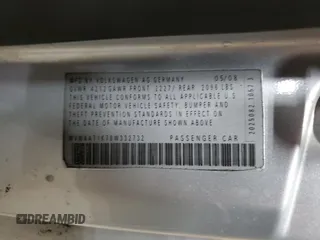 MFD BY VOLKSWAGEN AG GERMANY 05/08
GVWR 4212 GAWR FRONT 2227/ REAR 2098 LBS
THIS VEHICLE CONFORMS TO ALL APPLICABLE U.S.
FEDERAL MOTOR VEHICLE SAFETY, BUMPER AND
THEFT PREVENTION STANDARDS IN EFFECT ON
THE DATE OF MANUFACTURE SHOWN ABOVE
PASSENGER CAR
DREAMBID